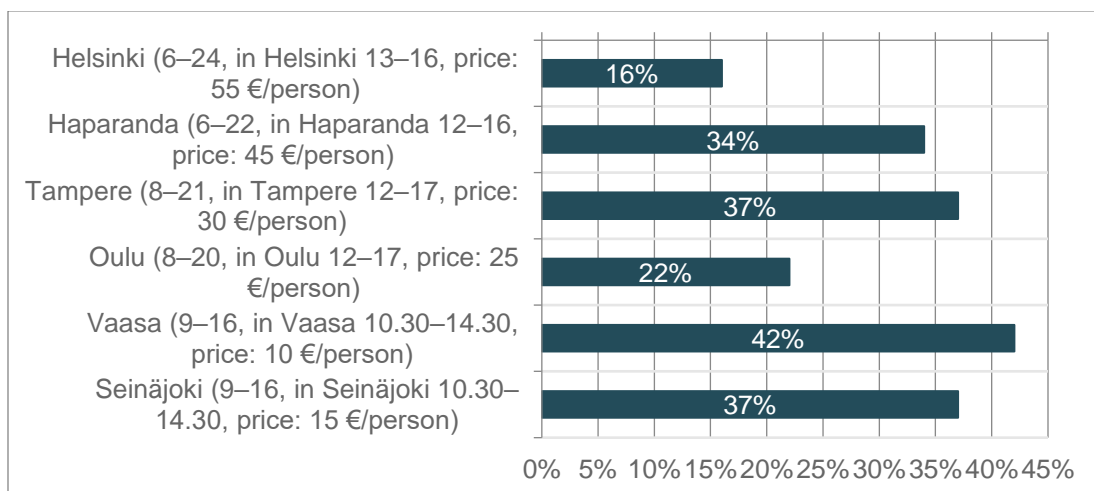 Helsinki (6–24, in Helsinki 13–16, price:
55 €/person)
16%
Haparanda (6–22, in Haparanda 12–16,
price: 45 €/person)
34%
Tampere (8–21, in Tampere 12–17, price:
30 €/person)
37%
Oulu (8–20, in Oulu 12–17, price: 25
€/person)
22%
Vaasa (9–16, in Vaasa 10.30–14.30,
price: 10 €/person)
42%
Seinäjoki (9–16, in Seinäjoki 10.30–
14.30, price: 15 €/person)
37%
0% 5% 10% 15% 20% 25% 30% 35% 40% 45%